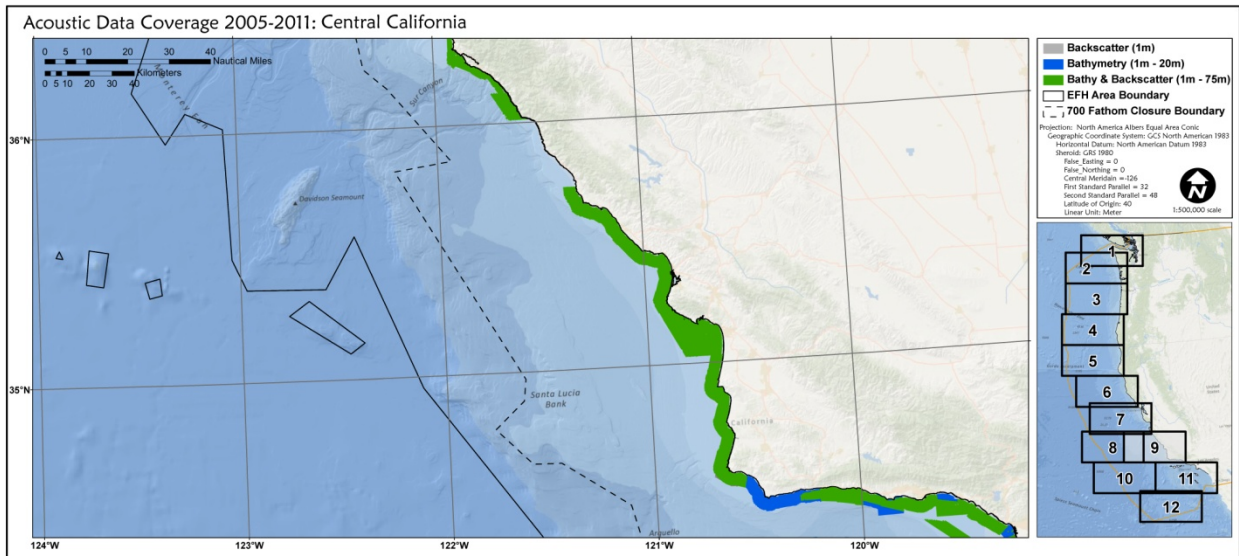 Acoustic Data Coverage 2005-2011: Central California
0 5 10 20 30 40
Nautical Miles
Kilometers
0 5 10 20 30 40
Monterey Fan
Sur Canyon
Davidson Seamount
Santa Lucia
Bank
California
Arguello
36°N
35°N
124°W
123°W
122°W
121°W
120°W
Backscatter (1m)
Bathymetry (1m - 20m)
Bathy & Backscatter (1m - 75m)
EFH Area Boundary
700 Fathom Closure Boundary
Projection: North America Albers Equal Area Conic
Geographic Coordinate System: GCS North American 1983
Horizontal Datum: North American Datum 1983
Sheroid: GRS 1980
False_Easting = 0
False_Northing = 0
Central Meridain =-126
First Standard Parallel = 32
Second Standard Parallel = 48
Latitude of Origin: 40
Linear Unit: Meter
N
1:500,000 scale
1
2
3
4
5
6
7
8
9
10
11
12